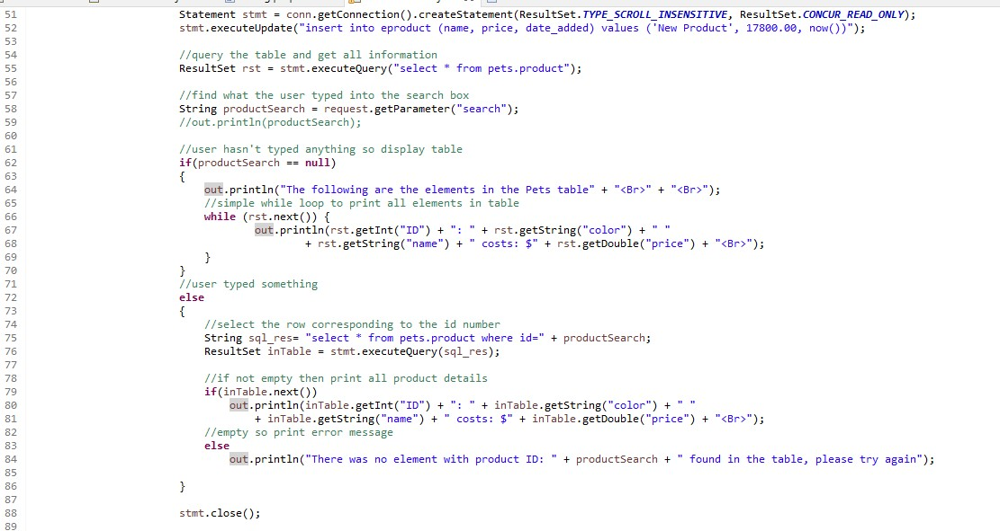 51 Statement stmt = conn.getConnection().createStatement(ResultSet.TYPE_SCROLL_INSENSITIVE, ResultSet.CONCUR_READ_ONLY);
52 stmt.executeUpdate("insert into eproduct (name, price, date_added) values ('New Product', 17800.00, now())");
53
54 //query the table and get all information
55 ResultSet rst = stmt.executeQuery("select * from pets.product");
56
57 //find what the user typed into the search box
58 String productSearch = request.getParameter("search");
59 //out.println(productSearch);
60
61 //user hasn't typed anything so display table
62 if(productSearch == null)
63 {
64 out.println("The following are the elements in the Pets table" + "<Br>" + "<Br>");
65 //simple while loop to print all elements in table
66 while (rst.next()) {
67 out.println(rst.getInt("ID") + ": " + rst.getString("color") + " "
68 + rst.getString("name") + " costs: $" + rst.getDouble("price") + "<Br>");
69 }
70 }
71 //user typed something
72 else
73 {
74 //select the row corresponding to the id number
75 String sql_res= "select * from pets.product where id=" + productSearch;
76 ResultSet inTable = stmt.executeQuery(sql_res);
77
78 //if not empty then print all product details
79 if(inTable.next())
80 out.println(inTable.getInt("ID") + ": " + inTable.getString("color") + " "
81 + inTable.getString("name") + " costs: $" + inTable.getDouble("price") + "<Br>");
82 //empty so print error message
83 else
84 out.println("There was no element with product ID: " + productSearch + " found in the table, please try again");
85
86 }
87
88 stmt.close();
89